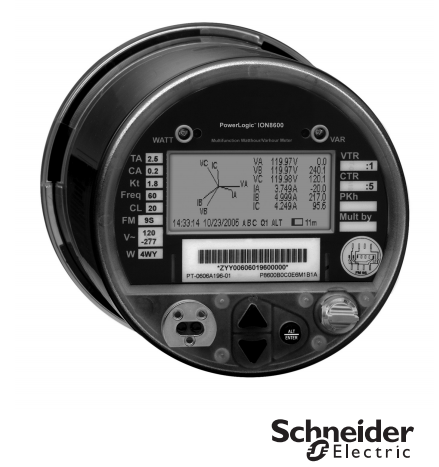 PowerLogic® ION8600
WATT
Multifunction Watthour/Varhour Meter
VAR
TA 2.5
CA 0.2
Kt 1.8
Freq 60
CL 20
FM 9S
V~ 120 -277
W 4WY
VC IC
VA
IA
IB
VB
VA 119.97V 0.0
VB 119.97V 240.1
VC 119.98V 120.1
IA 3.749A -20.0
IB 4.999A 217.0
IC 4.249A 95.6
14:33:14 10/23/2006 ABC Q1 ALT 11m
VTR
:1
CTR
:5
PKh
Mult by
*ZYY00606019600000*
PT-0606A196-01 P8600B0C0E6M1B1A
ALT
ENTER
Schneider
Electric